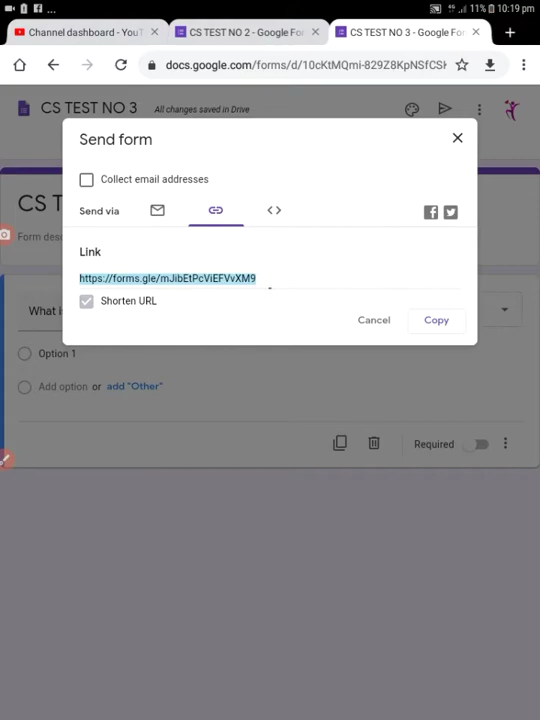 ... 11% 10:19 pm
Channel dashboard - YouT
CS TEST NO 2 - Google For
CS TEST NO 3 - Google For
docs.google.com/forms/d/10cKtMQmi-829Z8KpNSfCSH
CS TEST NO 3 All changes saved in Drive
Send form
Collect email addresses
Send via
Link
https://forms.gle/mJibEtPcViEFVvXM9
Shorten URL
Cancel Copy
CS T
Form desc
What is
Option 1
Add option or add "Other"
Required